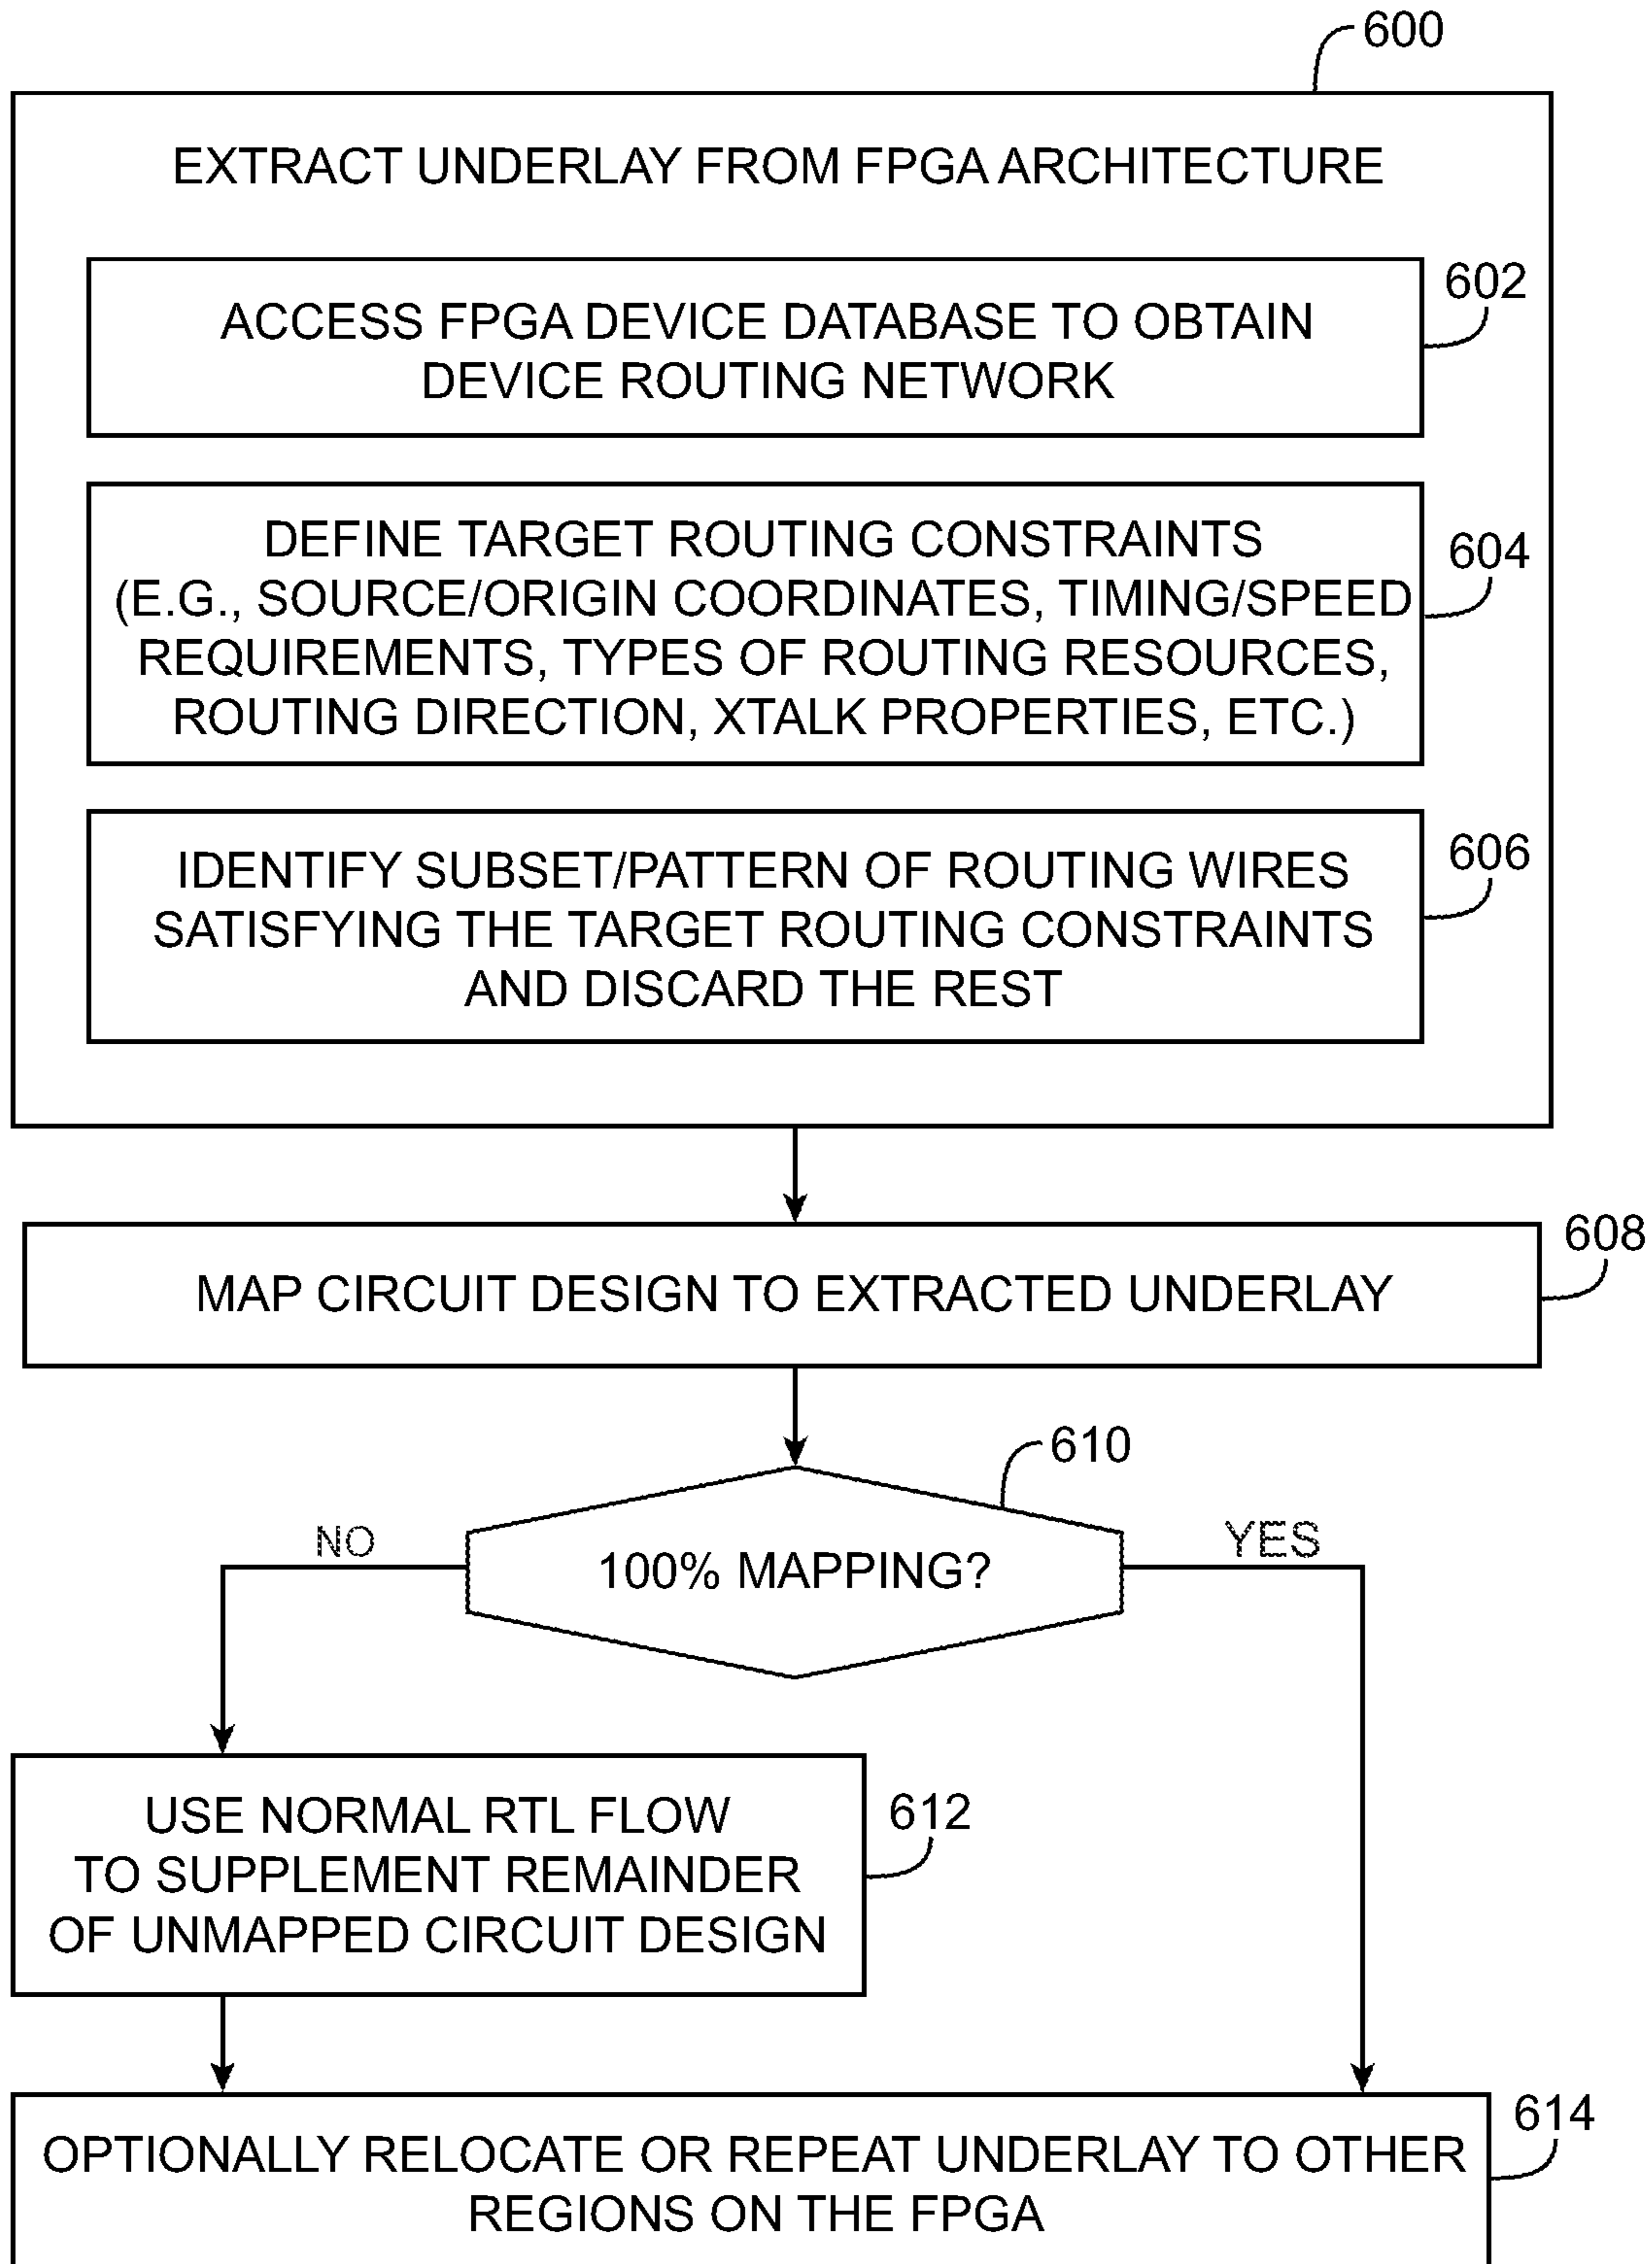 600
EXTRACT UNDERLAY FROM FPGA ARCHITECTURE
602
ACCESS FPGA DEVICE DATABASE TO OBTAIN
DEVICE ROUTING NETWORK
604
DEFINE TARGET ROUTING CONSTRAINTS
(E.G., SOURCE/ORIGIN COORDINATES, TIMING/SPEED
REQUIREMENTS, TYPES OF ROUTING RESOURCES,
ROUTING DIRECTION, XTALK PROPERTIES, ETC.)
606
IDENTIFY SUBSET/PATTERN OF ROUTING WIRES
SATISFYING THE TARGET ROUTING CONSTRAINTS
AND DISCARD THE REST
608
MAP CIRCUIT DESIGN TO EXTRACTED UNDERLAY
610
100% MAPPING?
NO
YES
612
USE NORMAL RTL FLOW
TO SUPPLEMENT REMAINDER
OF UNMAPPED CIRCUIT DESIGN
614
OPTIONALLY RELOCATE OR REPEAT UNDERLAY TO OTHER
REGIONS ON THE FPGA